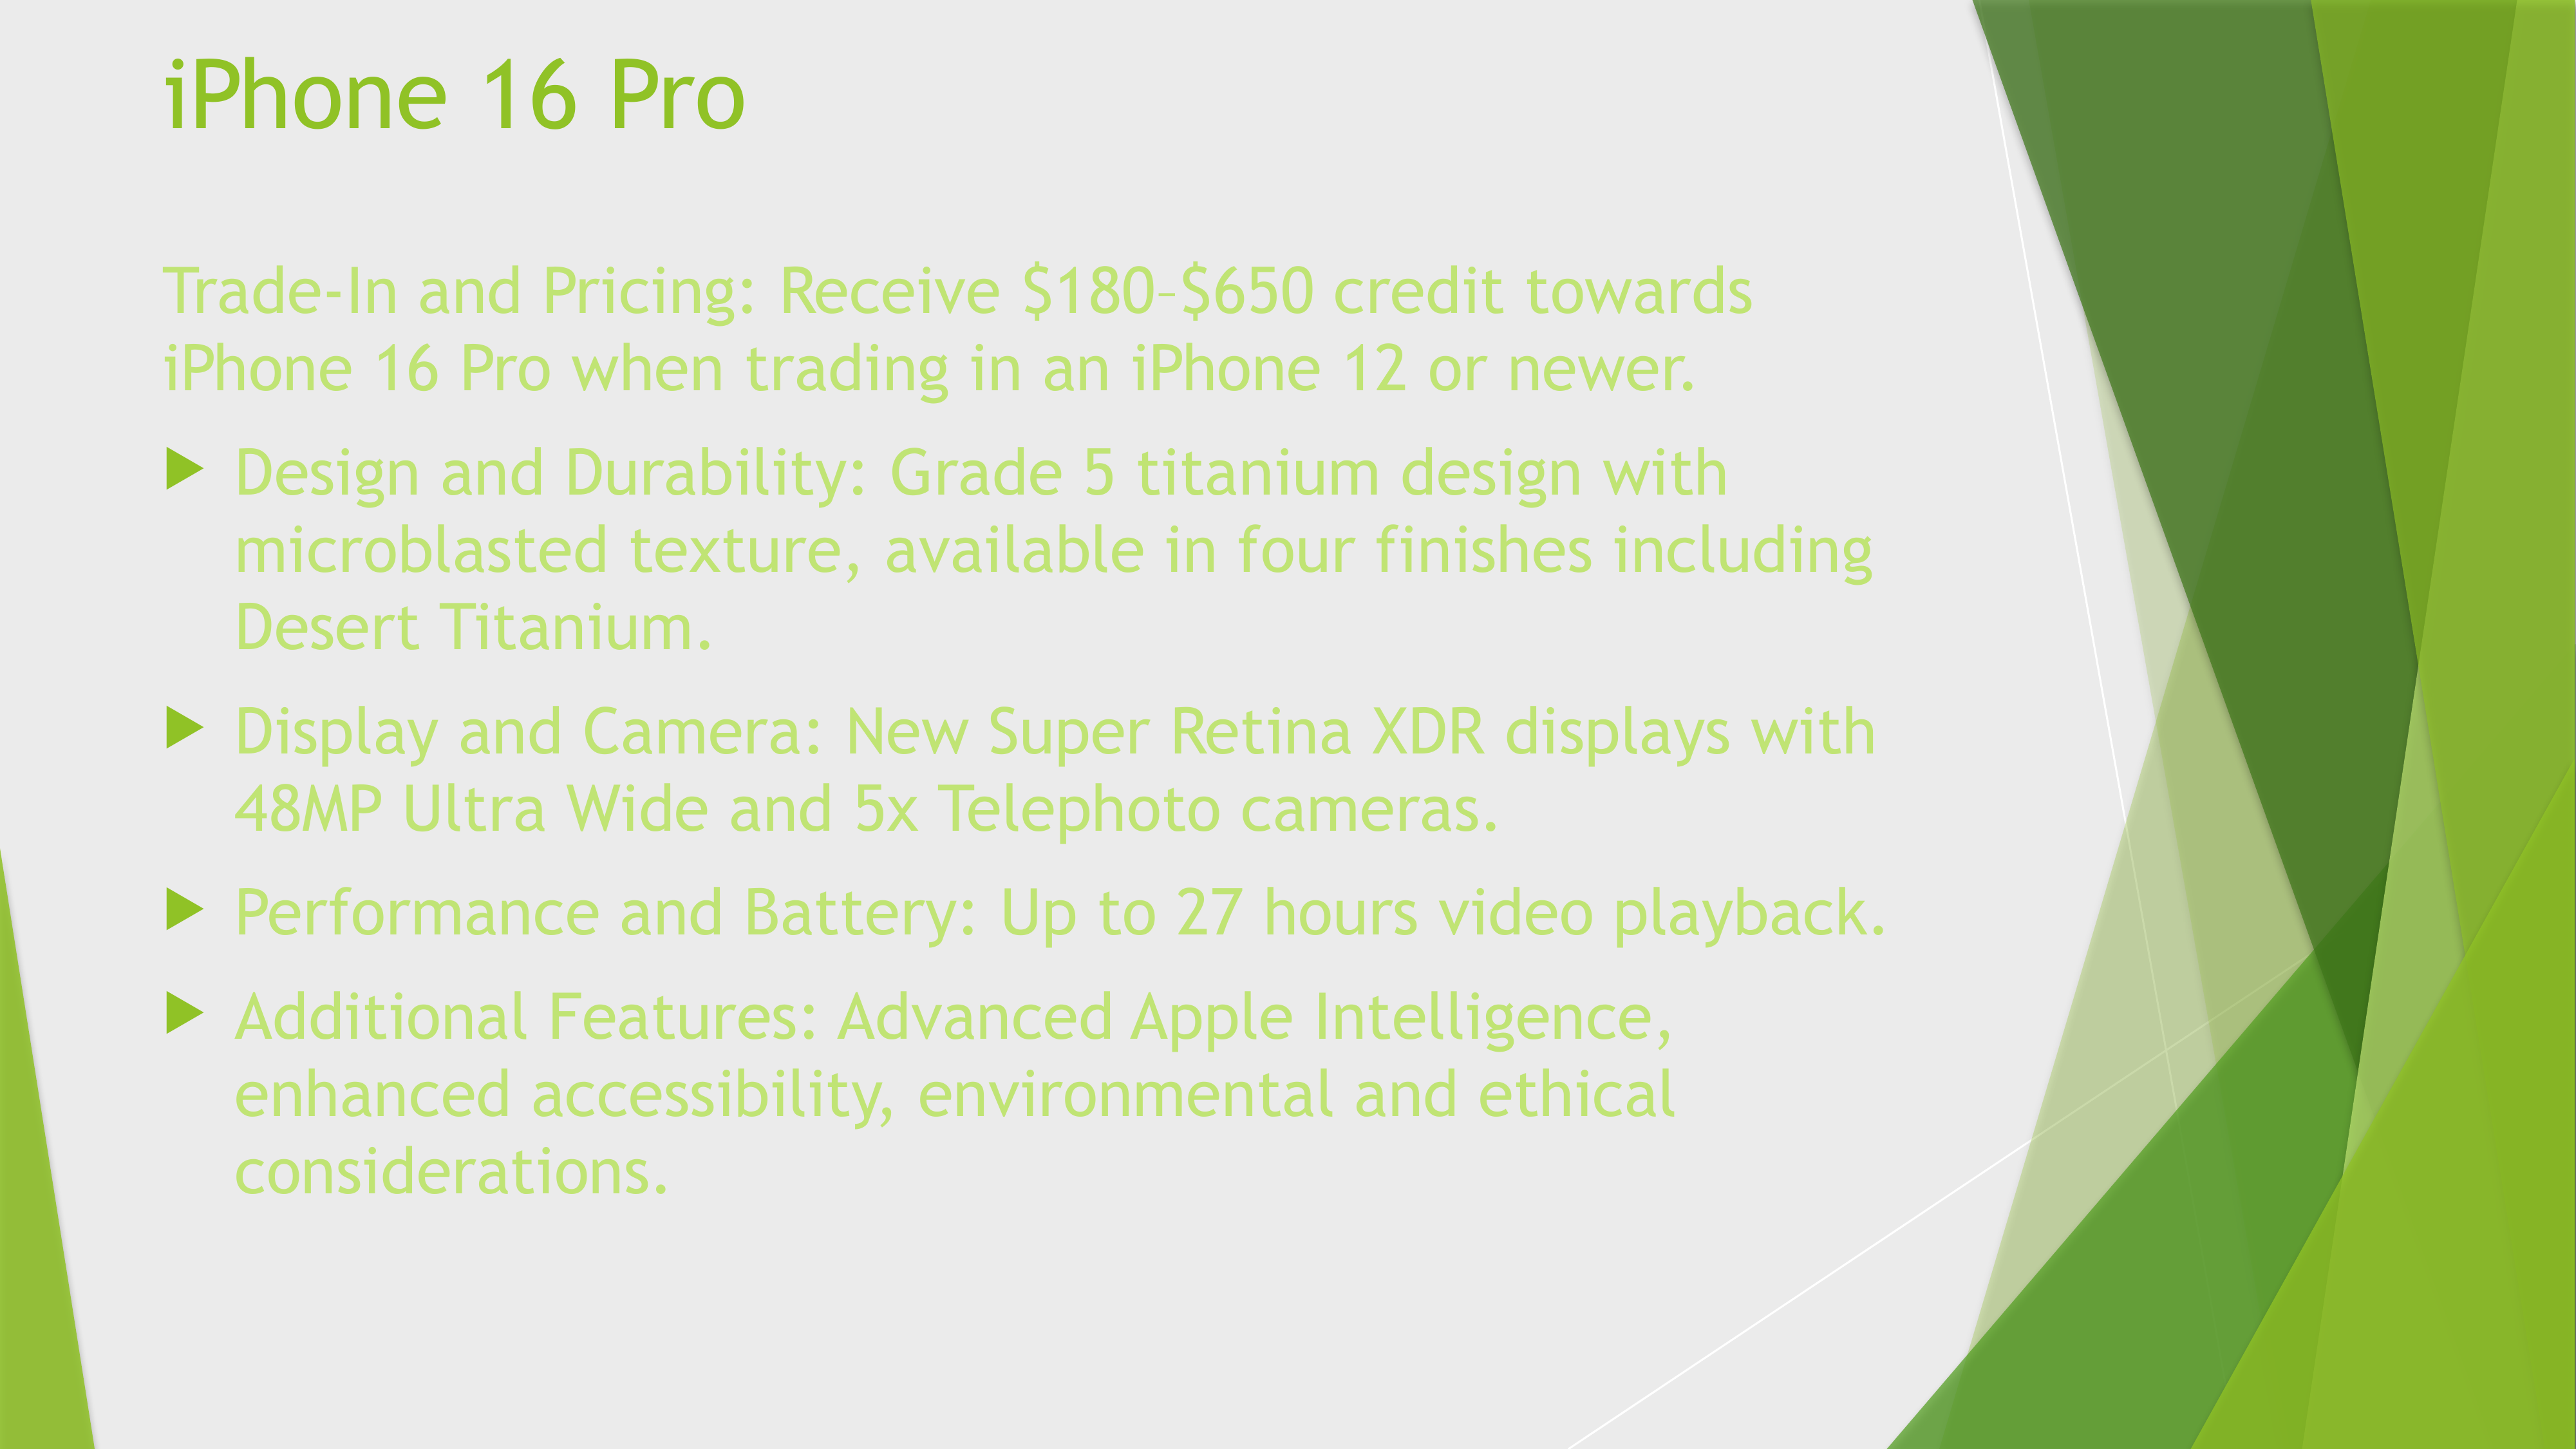 iPhone 16 Pro
Trade-In and Pricing: Receive $180–$650 credit towards
iPhone 16 Pro when trading in an iPhone 12 or newer.
Design and Durability: Grade 5 titanium design with
microblasted texture, available in four finishes including
Desert Titanium.
Display and Camera: New Super Retina XDR displays with
48MP Ultra Wide and 5x Telephoto cameras.
Performance and Battery: Up to 27 hours video playback.
Additional Features: Advanced Apple Intelligence,
enhanced accessibility, environmental and ethical
considerations.